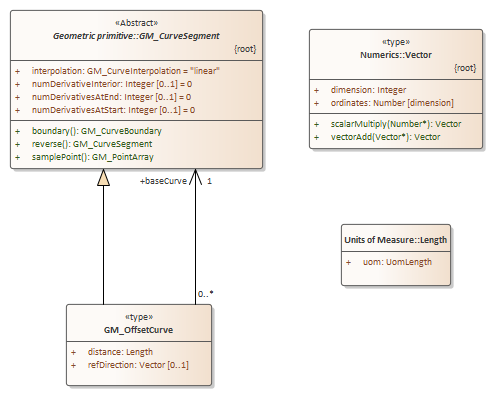 «Abstract»
Geometric primitive::GM_CurveSegment
{root}
+ interpolation: GM_CurveInterpolation = "linear"
+ numDerivativeInterior: Integer [0..1] = 0
+ numDerivativesAtEnd: Integer [0..1] = 0
+ numDerivativesAtStart: Integer [0..1] = 0
+ boundary(): GM_CurveBoundary
+ reverse(): GM_CurveSegment
+ samplePoint(): GM_PointArray
«type»
Numerics::Vector
{root}
+ dimension: Integer
+ ordinates: Number [dimension]
+ scalarMultiply(Number*): Vector
+ vectorAdd(Vector*): Vector
+baseCurve 1
0..*
Units of Measure::Length
+ uom: UomLength
«type»
GM_OffsetCurve
+ distance: Length
+ refDirection: Vector [0..1]